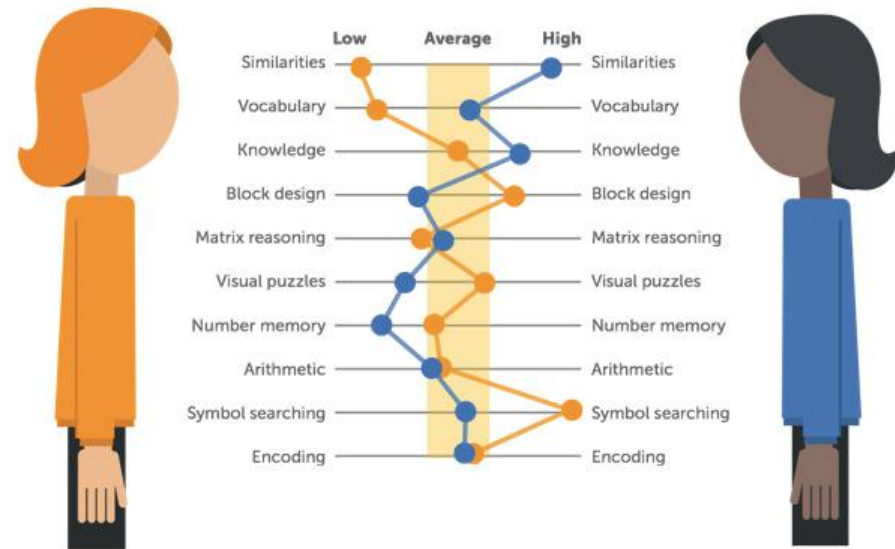 Low Average High
Similarities Similarities
Vocabulary Vocabulary
Knowledge Knowledge
Block design Block design
Matrix reasoning Matrix reasoning
Visual puzzles Visual puzzles
Number memory Number memory
Arithmetic Arithmetic
Symbol searching Symbol searching
Encoding Encoding